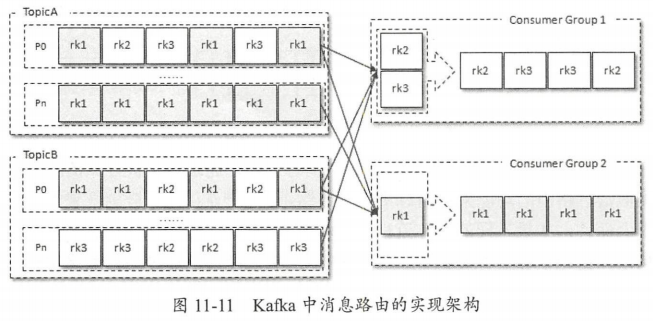 TopicA
P0 rk1 rk2 rk3 rk1 rk3 rk1
......
Pn rk1 rk1 rk1 rk1 rk1 rk1
TopicB
P0 rk1 rk1 rk2 rk1 rk2 rk1
......
Pn rk3 rk3 rk2 rk2 rk3 rk3
Consumer Group 1
rk2
rk3
rk2 rk3 rk3 rk2
Consumer Group 2
rk1
rk1 rk1 rk1 rk1
图 11-11 Kafka 中消息路由的实现架构